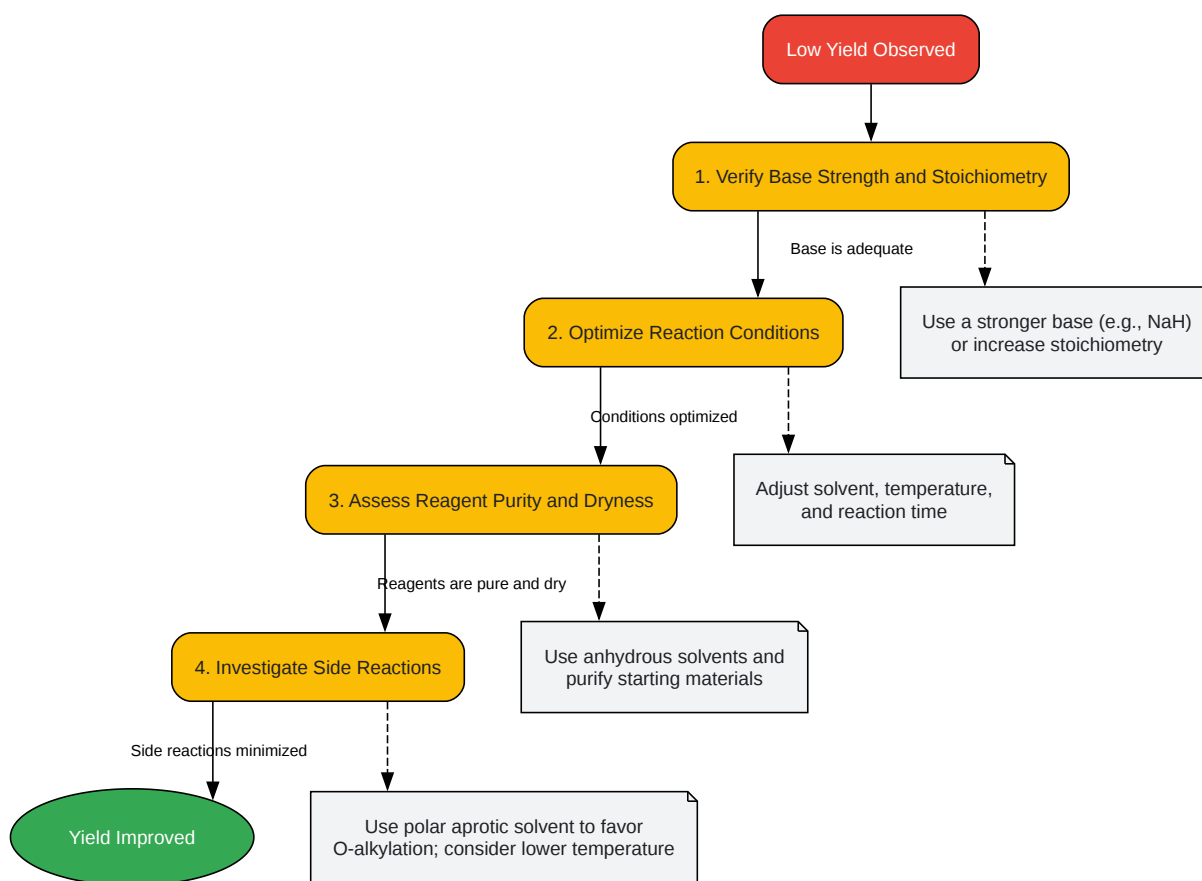 Low Yield Observed
1. Verify Base Strength and Stoichiometry
Base is adequate
Use a stronger base (e.g., NaH)
or increase stoichiometry
2. Optimize Reaction Conditions
Conditions optimized
Adjust solvent, temperature,
and reaction time
3. Assess Reagent Purity and Dryness
Reagents are pure and dry
Use anhydrous solvents and
purify starting materials
4. Investigate Side Reactions
Side reactions minimized
Yield Improved
Use polar aprotic solvent to favor
O-alkylation; consider lower temperature